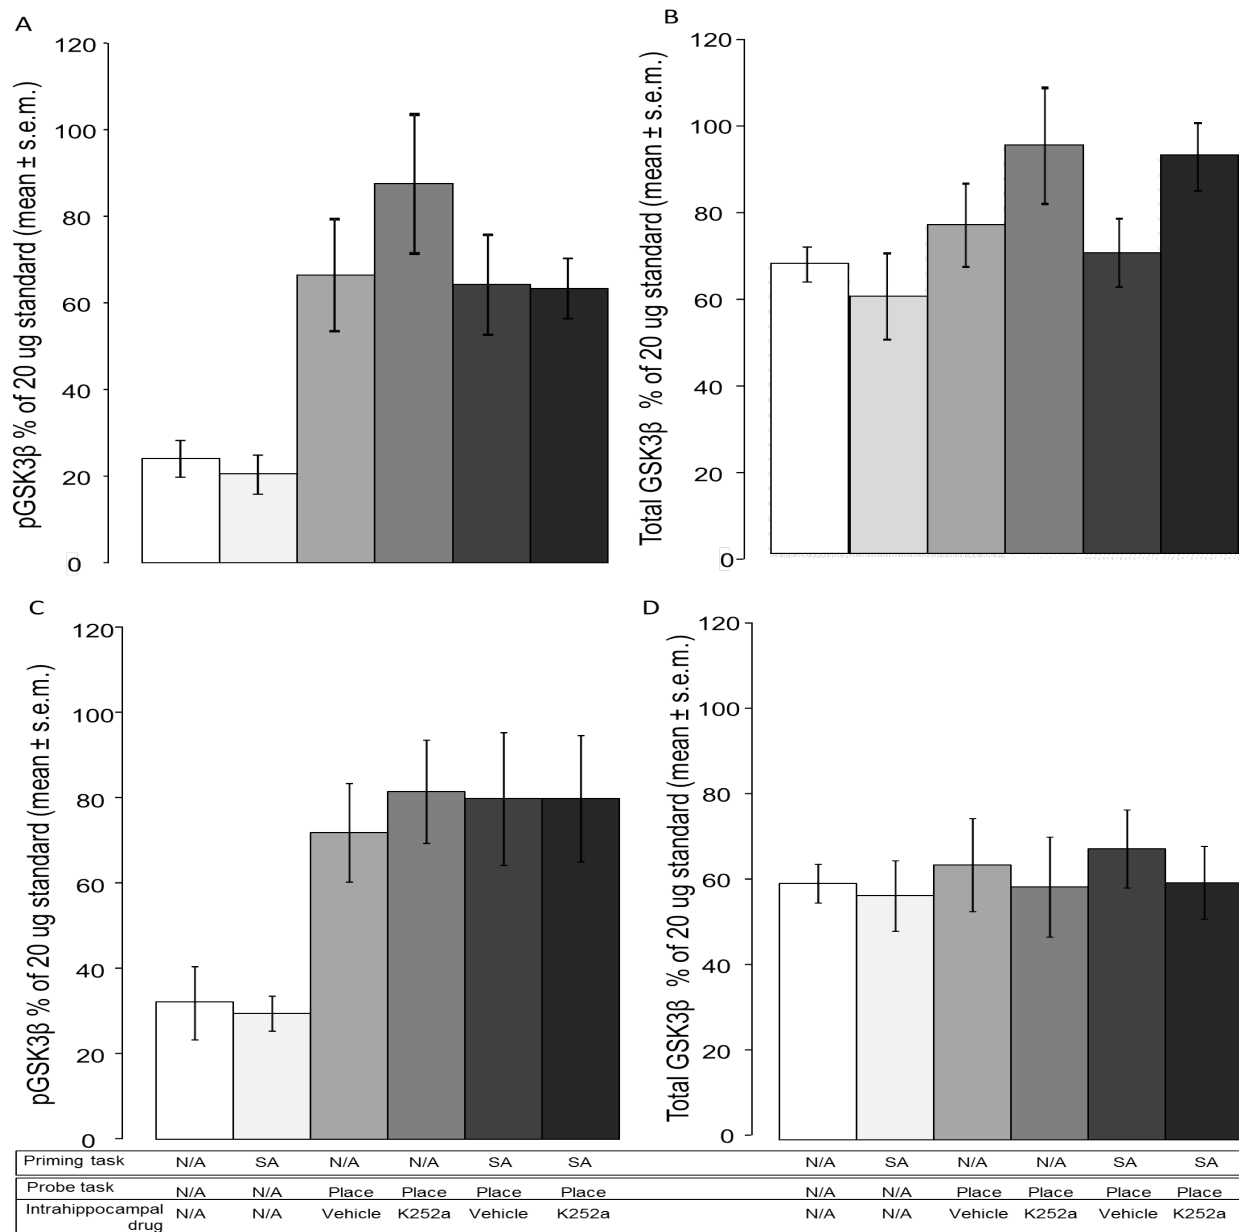 A
pGSK3β % of 20 ug standard (mean ± s.e.m.)
120
100
80
60
40
20
0
B
Total GSK3β % of 20 ug standard (mean ± s.e.m.)
120
100
80
60
40
20
0
C
pGSK3β % of 20 ug standard (mean ± s.e.m.)
120
100
80
60
40
20
0
D
Total GSK3β % of 20 ug standard (mean ± s.e.m.)
120
100
80
60
40
20
0
Priming task N/A SA N/A N/A SA SA N/A SA N/A N/A SA SA
Probe task N/A N/A Place Place Place Place N/A N/A Place Place Place Place
Intrahippocampal N/A N/A Vehicle K252a Vehicle K252a N/A N/A Vehicle K252a Vehicle K252a
drug